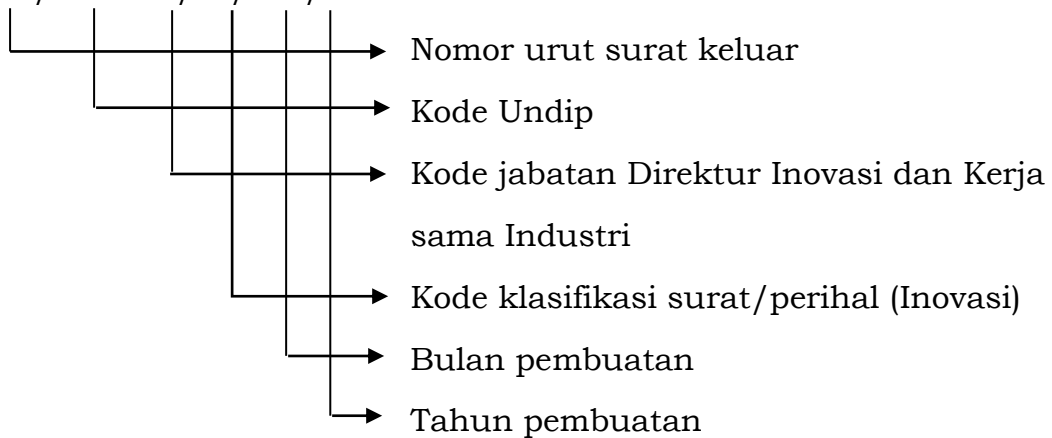 Nomor urut surat keluar
Kode Undip
Kode jabatan Direktur Inovasi dan Kerja
sama Industri
Kode klasifikasi surat/perihal (Inovasi)
Bulan pembuatan
Tahun pembuatan